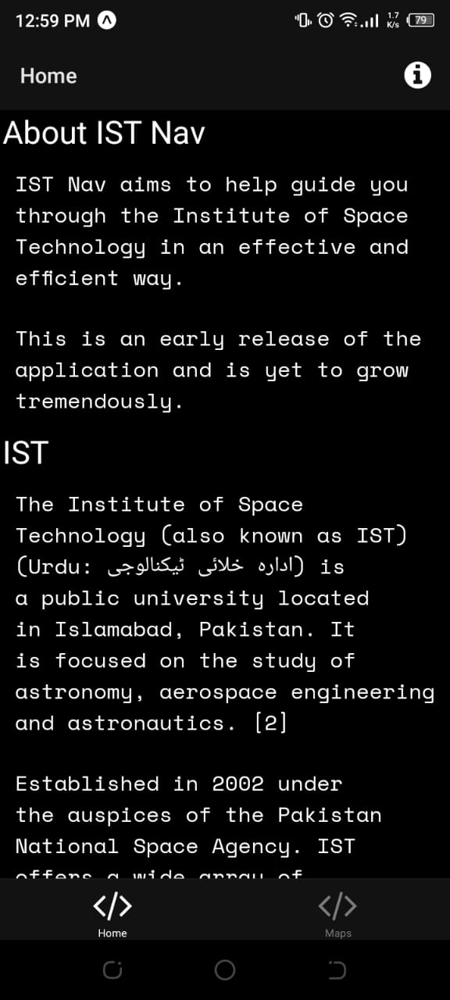 12:59 PM
1.7
K/s
79
Home
About IST Nav
IST Nav aims to help guide you
through the Institute of Space
Technology in an effective and
efficient way.
This is an early release of the
application and is yet to grow
tremendously.
IST
The Institute of Space
Technology (also known as IST)
(Urdu: ادارہ خلائی ٹیکنالوجی) is
a public university located
in Islamabad, Pakistan. It
is focused on the study of
astronomy, aerospace engineering
and astronautics. [2]
Established in 2002 under
the auspices of the Pakistan
National Space Agency. IST
offers a wide array of
Home
Maps